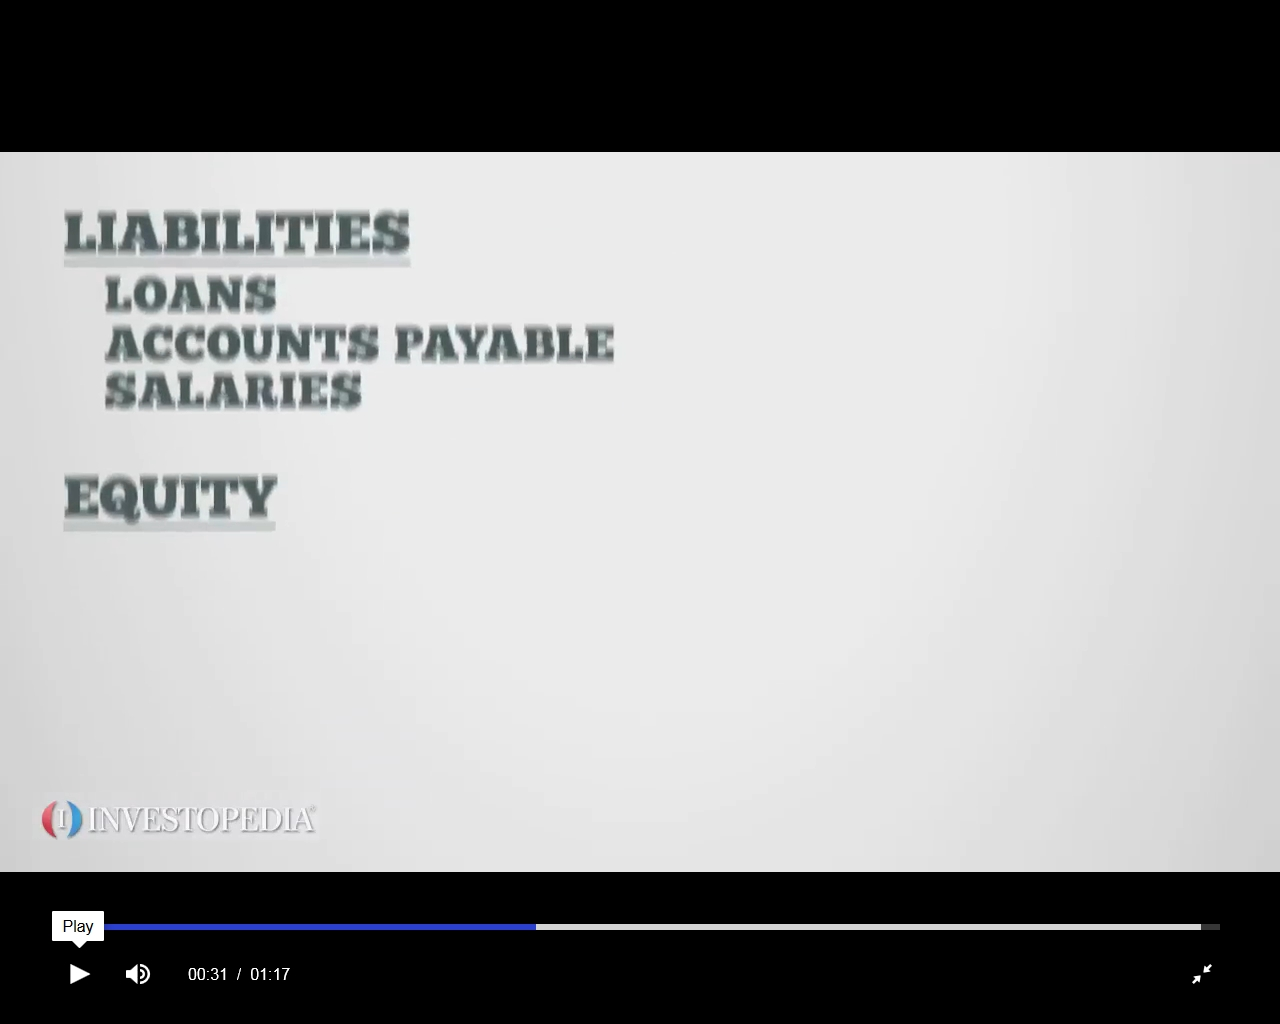 LIABILITIES
LOANS
ACCOUNTS PAYABLE
SALARIES
EQUITY
I INVESTOPEDIA
Play
00:31 / 01:17